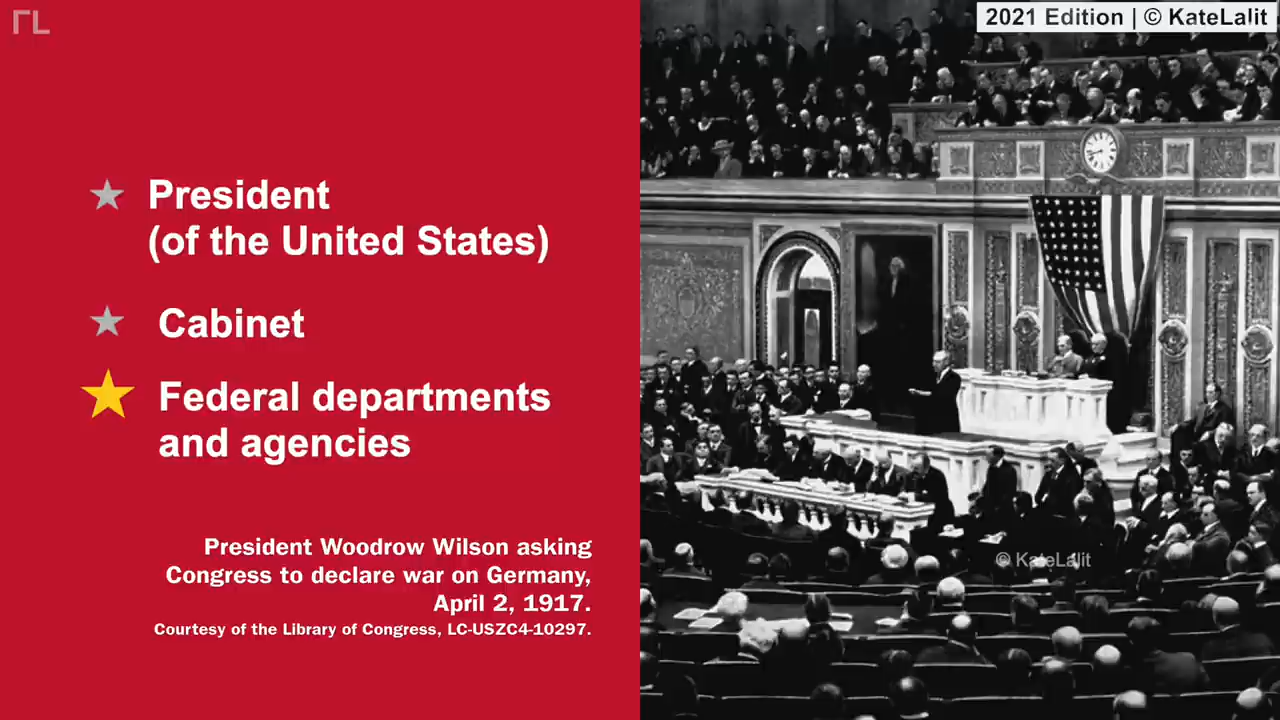 2021 Edition | © KateLalit
President
(of the United States)
Cabinet
Federal departments
and agencies
President Woodrow Wilson asking
Congress to declare war on Germany,
April 2, 1917.
Courtesy of the Library of Congress, LC-USZC4-10297.
© KateLalit